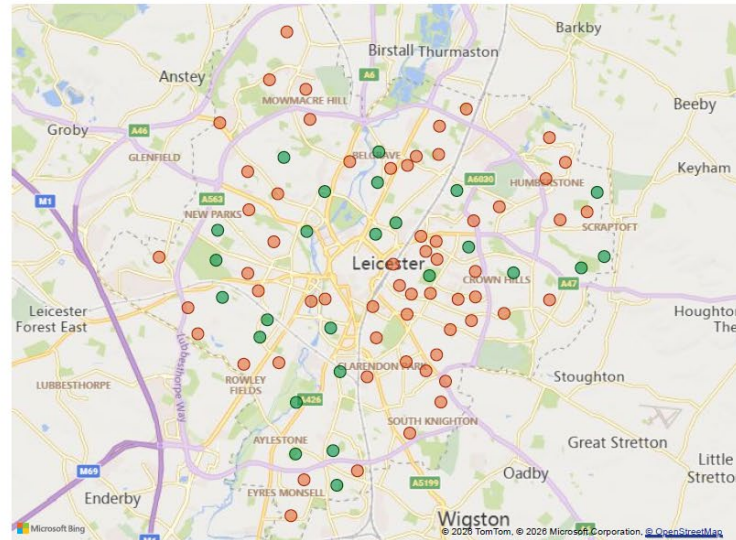 Barkby
Birstall Thurmaston
Anstey
A6
Beeby
MOWMACRE HILL
Groby
A46
GLENFIELD
BELGRAVE
Keyham
A6030
HUMBERSTONE
A563
M1
NEW PARKS
SCRAPTOFT
Leicester
CROWN HILLS
A47
Leicester
Forest East
Houghton
The
Lubbesthorpe Way
CLARENDON PARK
LUBBESTHORPE
ROWLEY
FIELDS
Stoughton
A426
SOUTH KNIGHTON
AYLESTONE
Great Stretton
M69
Oadby
Little
Stretto
Enderby
EYRES MONSELL
A5199
Wigston
Microsoft Bing
© 2026 TomTom, © 2026 Microsoft Corporation, © OpenStreetMap